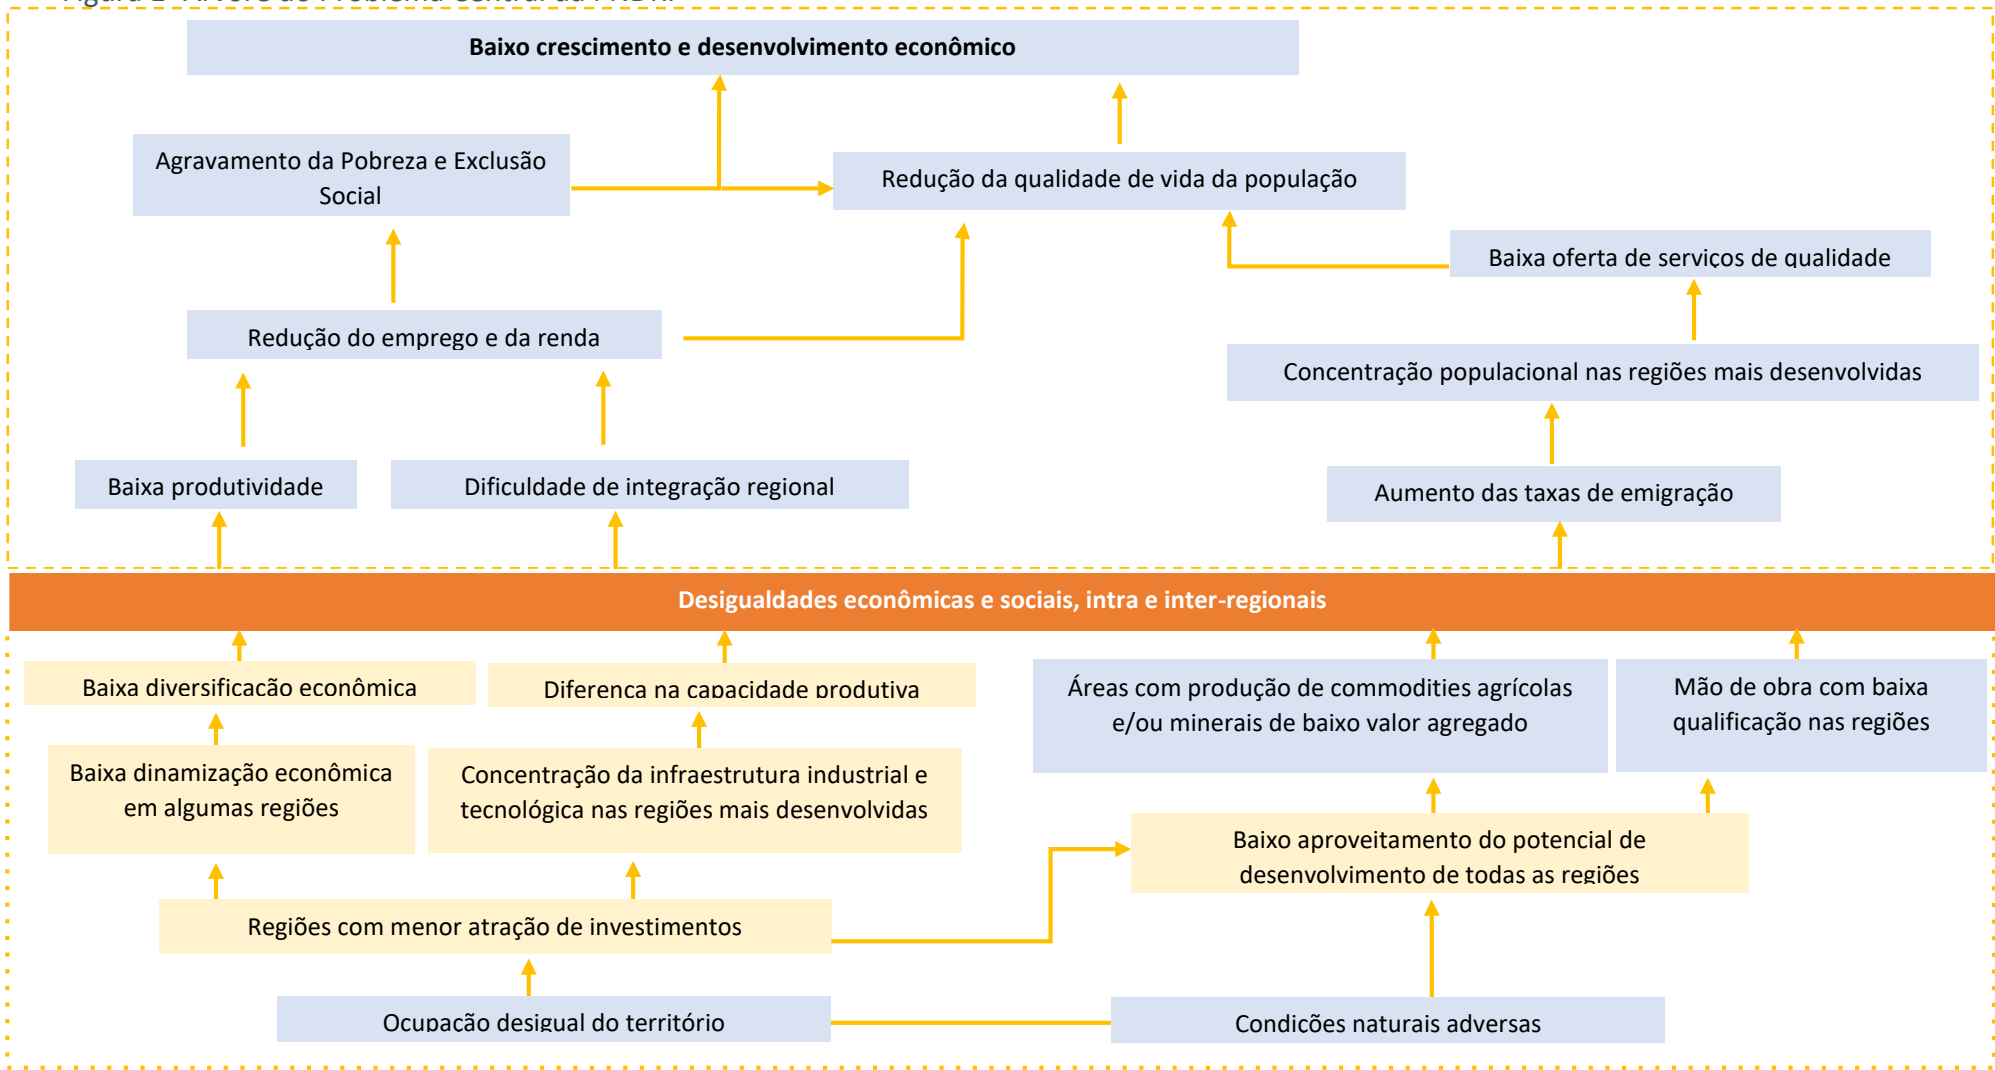 Baixo crescimento e desenvolvimento econômico
Agravamento da Pobreza e Exclusão
Social
Redução da qualidade de vida da população
Baixa oferta de serviços de qualidade
Redução do emprego e da renda
Concentração populacional nas regiões mais desenvolvidas
Baixa produtividade
Dificuldade de integração regional
Aumento das taxas de emigração
Desigualdades econômicas e sociais, intra e inter-regionais
Baixa diversificação econômica
Diferença na capacidade produtiva
Áreas com produção de commodities agrícolas
e/ou minerais de baixo valor agregado
Mão de obra com baixa
qualificação nas regiões
Baixa dinamização econômica
em algumas regiões
Concentração da infraestrutura industrial e
tecnológica nas regiões mais desenvolvidas
Baixo aproveitamento do potencial de
desenvolvimento de todas as regiões
Regiões com menor atração de investimentos
Ocupação desigual do território
Condições naturais adversas